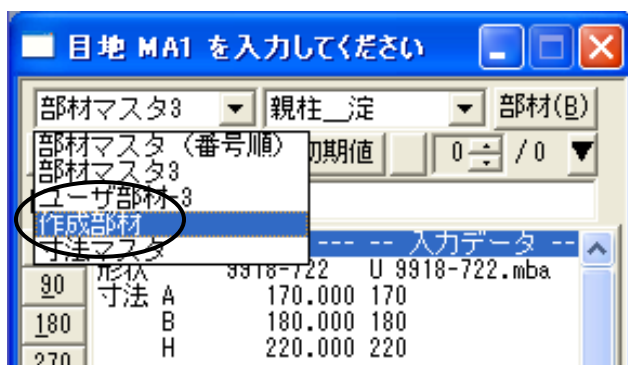 目地 MA1 を入力してください
部材マスタ3 親柱__淀 部材(B)
部材マスタ (番号順) 初期値 0 / 0 ▼
部材マスタ3
ユーザ部材-3
作成部材
寸法マスタ --- -- 入力データ --
形状 9918-722 U 9918-722.mba
90 寸法 A 170.000 170
180 B 180.000 180
270 H 220.000 220